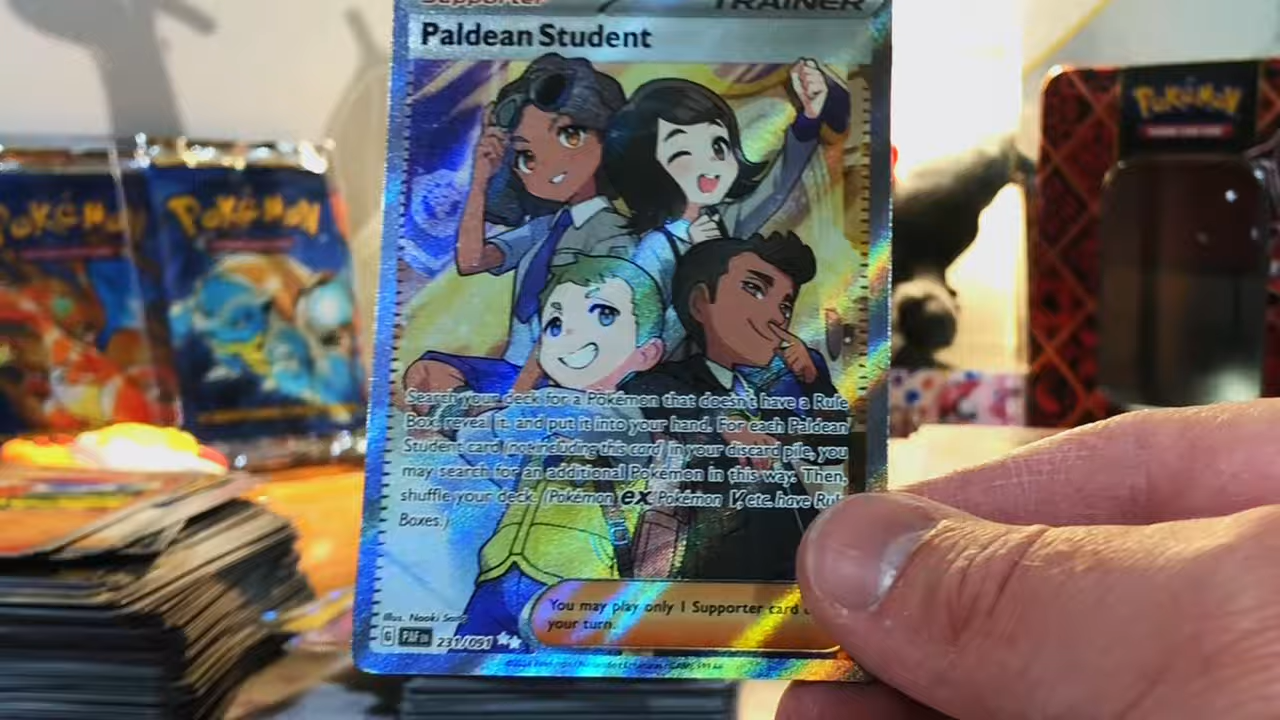 Supporter
TRAINER
Paldean Student
POKéMON
POKéMON
POKéMON
Search your deck for a Pokémon that doesn't have a Rule
Box, reveal it, and put it into your hand. For each Paldean
Student card (not including this card) in your discard pile, you
may search for an additional Pokémon in this way. Then,
shuffle your deck. (Pokémon ex, Pokémon V, etc. have Rule
Boxes.)
You may play only 1 Supporter card
your turn.
Illus. Naoki
G PAF EN 231/091